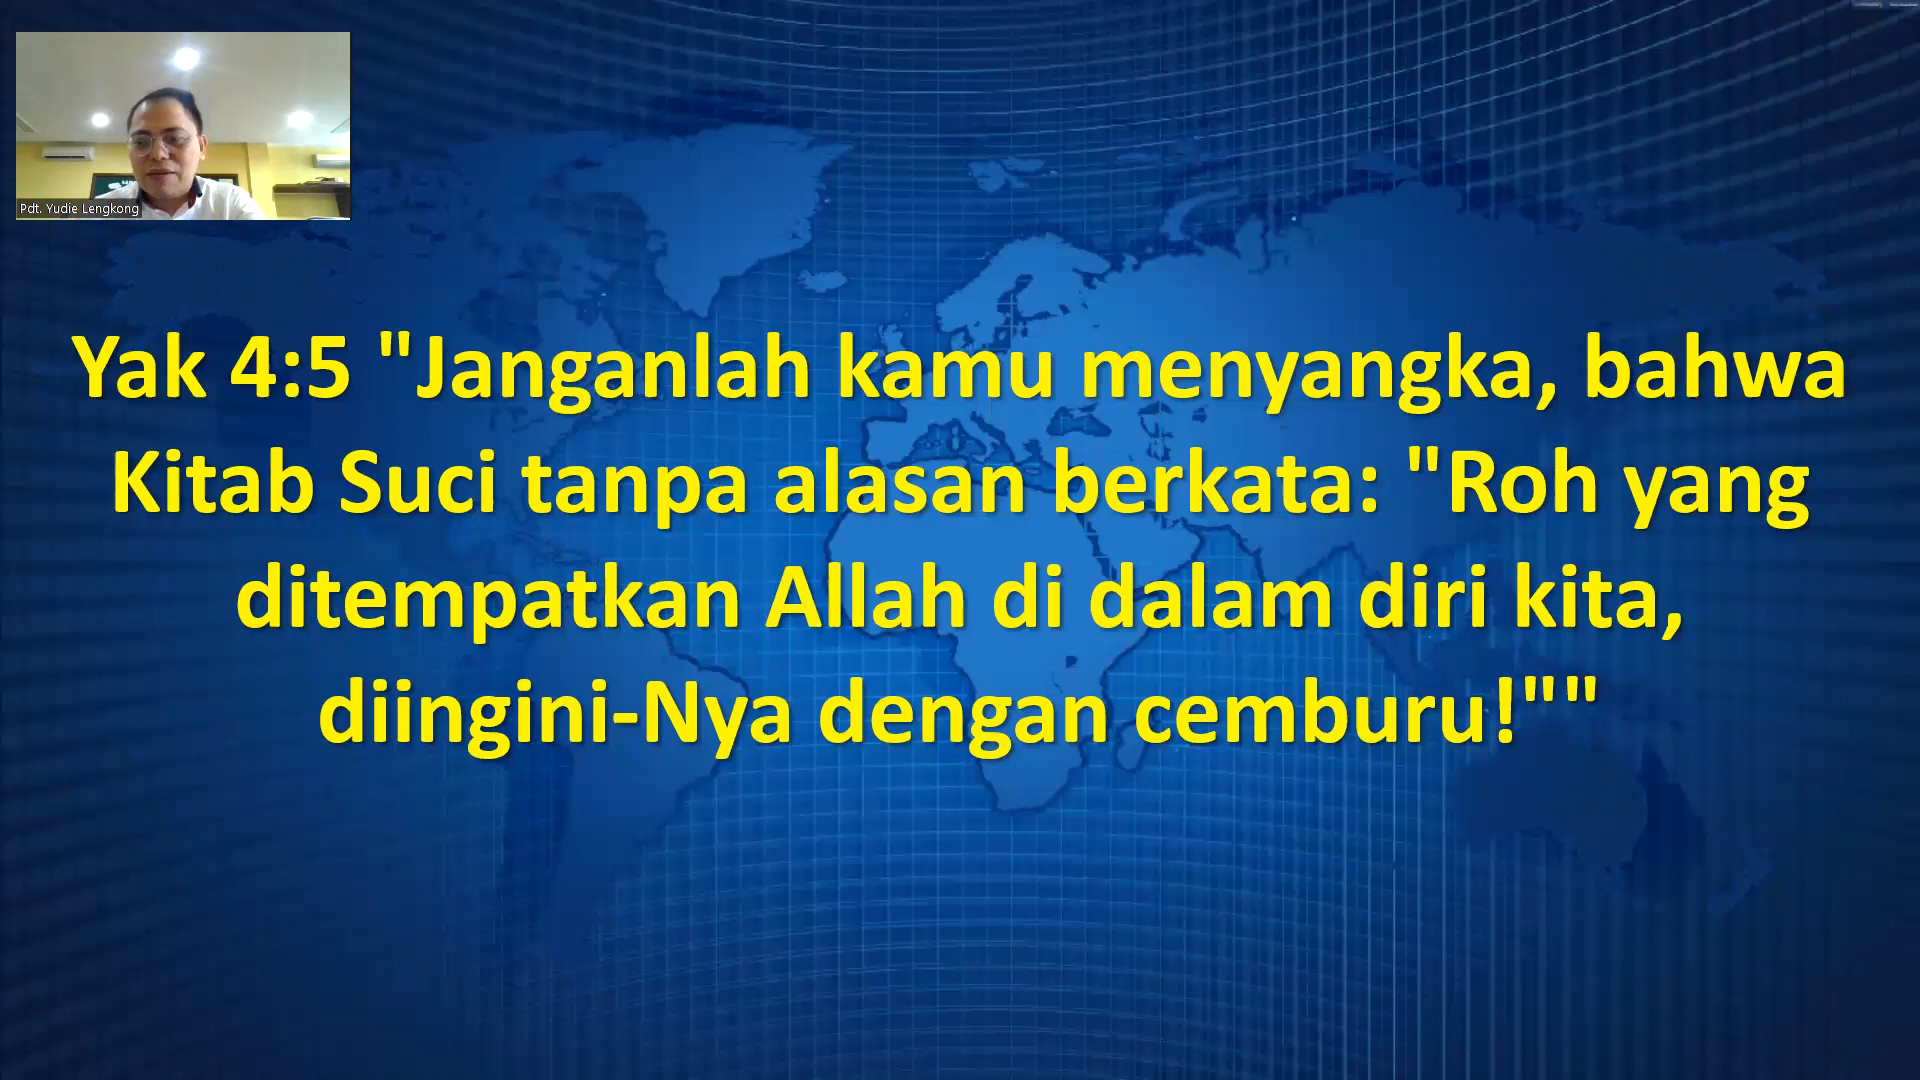 Pdt. Yudie Lengkong
Yak 4:5 "Janganlah kamu menyangka, bahwa
Kitab Suci tanpa alasan berkata: "Roh yang
ditempatkan Allah di dalam diri kita,
diingini-Nya dengan cemburu!""